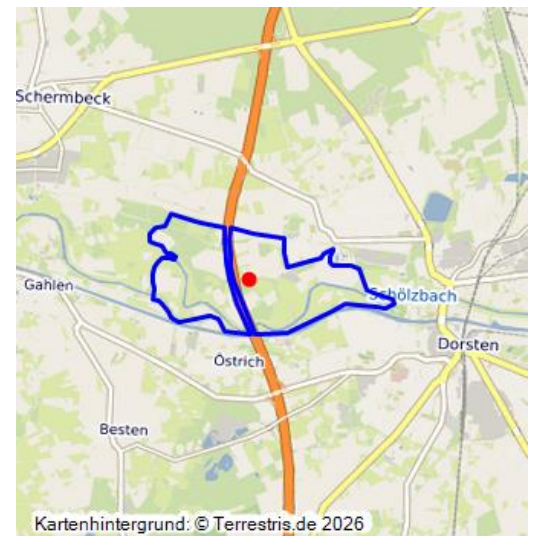 Schermbeck
Gahlen
Schölzbach
Dorsten
Östrich
Besten
Kartenhintergrund: © Terrestris.de 2026